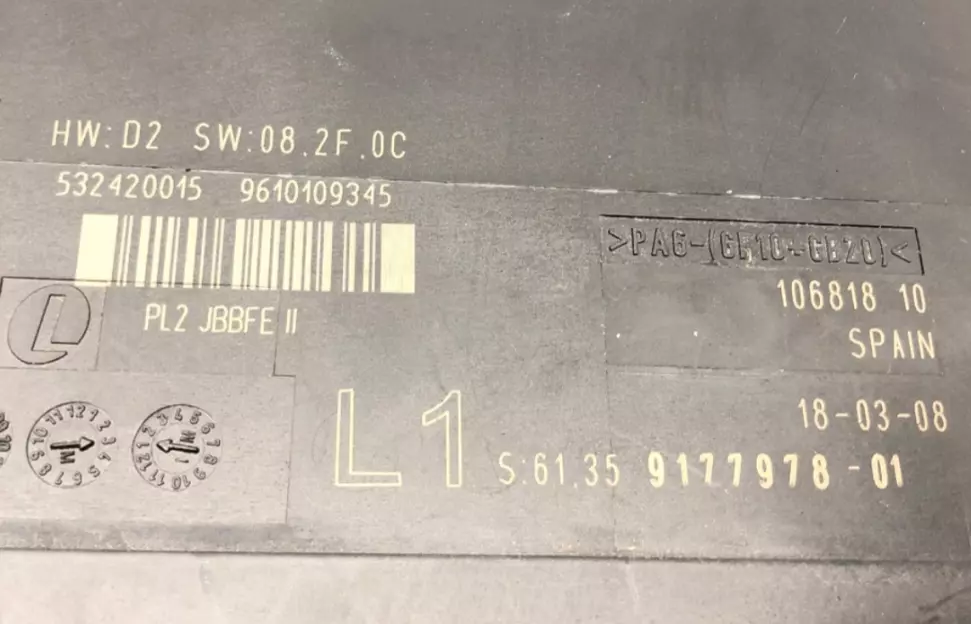 HW: D2 SW:08.2F.0C
532420015 9610109345
>PA6-(GF10+GB20)<
106818 10
PL2 JBBFE II
SPAIN
L
18-03-08
L1
S:61.35 9177978-01